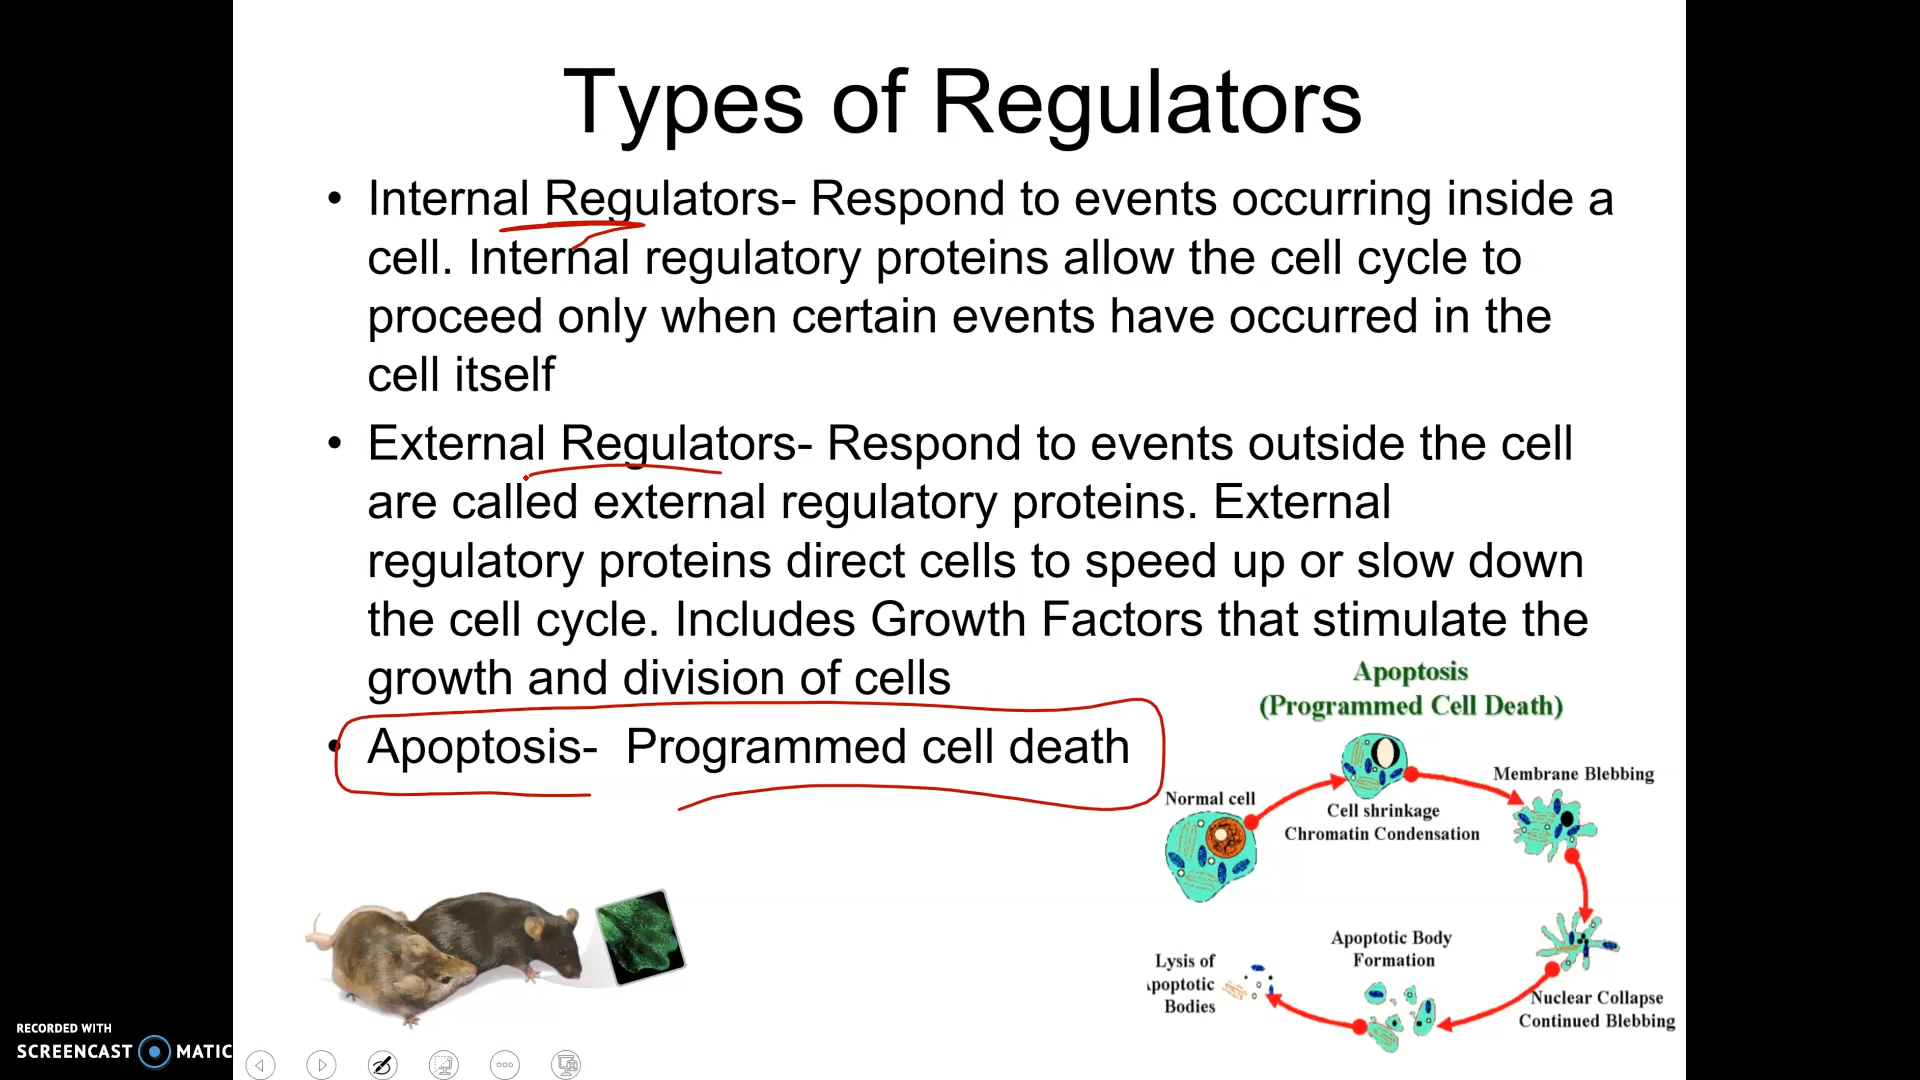 Types of Regulators
• Internal Regulators- Respond to events occurring inside a
cell. Internal regulatory proteins allow the cell cycle to
proceed only when certain events have occurred in the
cell itself
• External Regulators- Respond to events outside the cell
are called external regulatory proteins. External
regulatory proteins direct cells to speed up or slow down
the cell cycle. Includes Growth Factors that stimulate the
growth and division of cells
• Apoptosis- Programmed cell death
Apoptosis
(Programmed Cell Death)
Normal cell
Cell shrinkage
Chromatin Condensation
Membrane Blebbing
Nuclear Collapse
Continued Blebbing
Apoptotic Body
Formation
Lysis of
Apoptotic
Bodies
RECORDED WITH
SCREENCAST MATIC